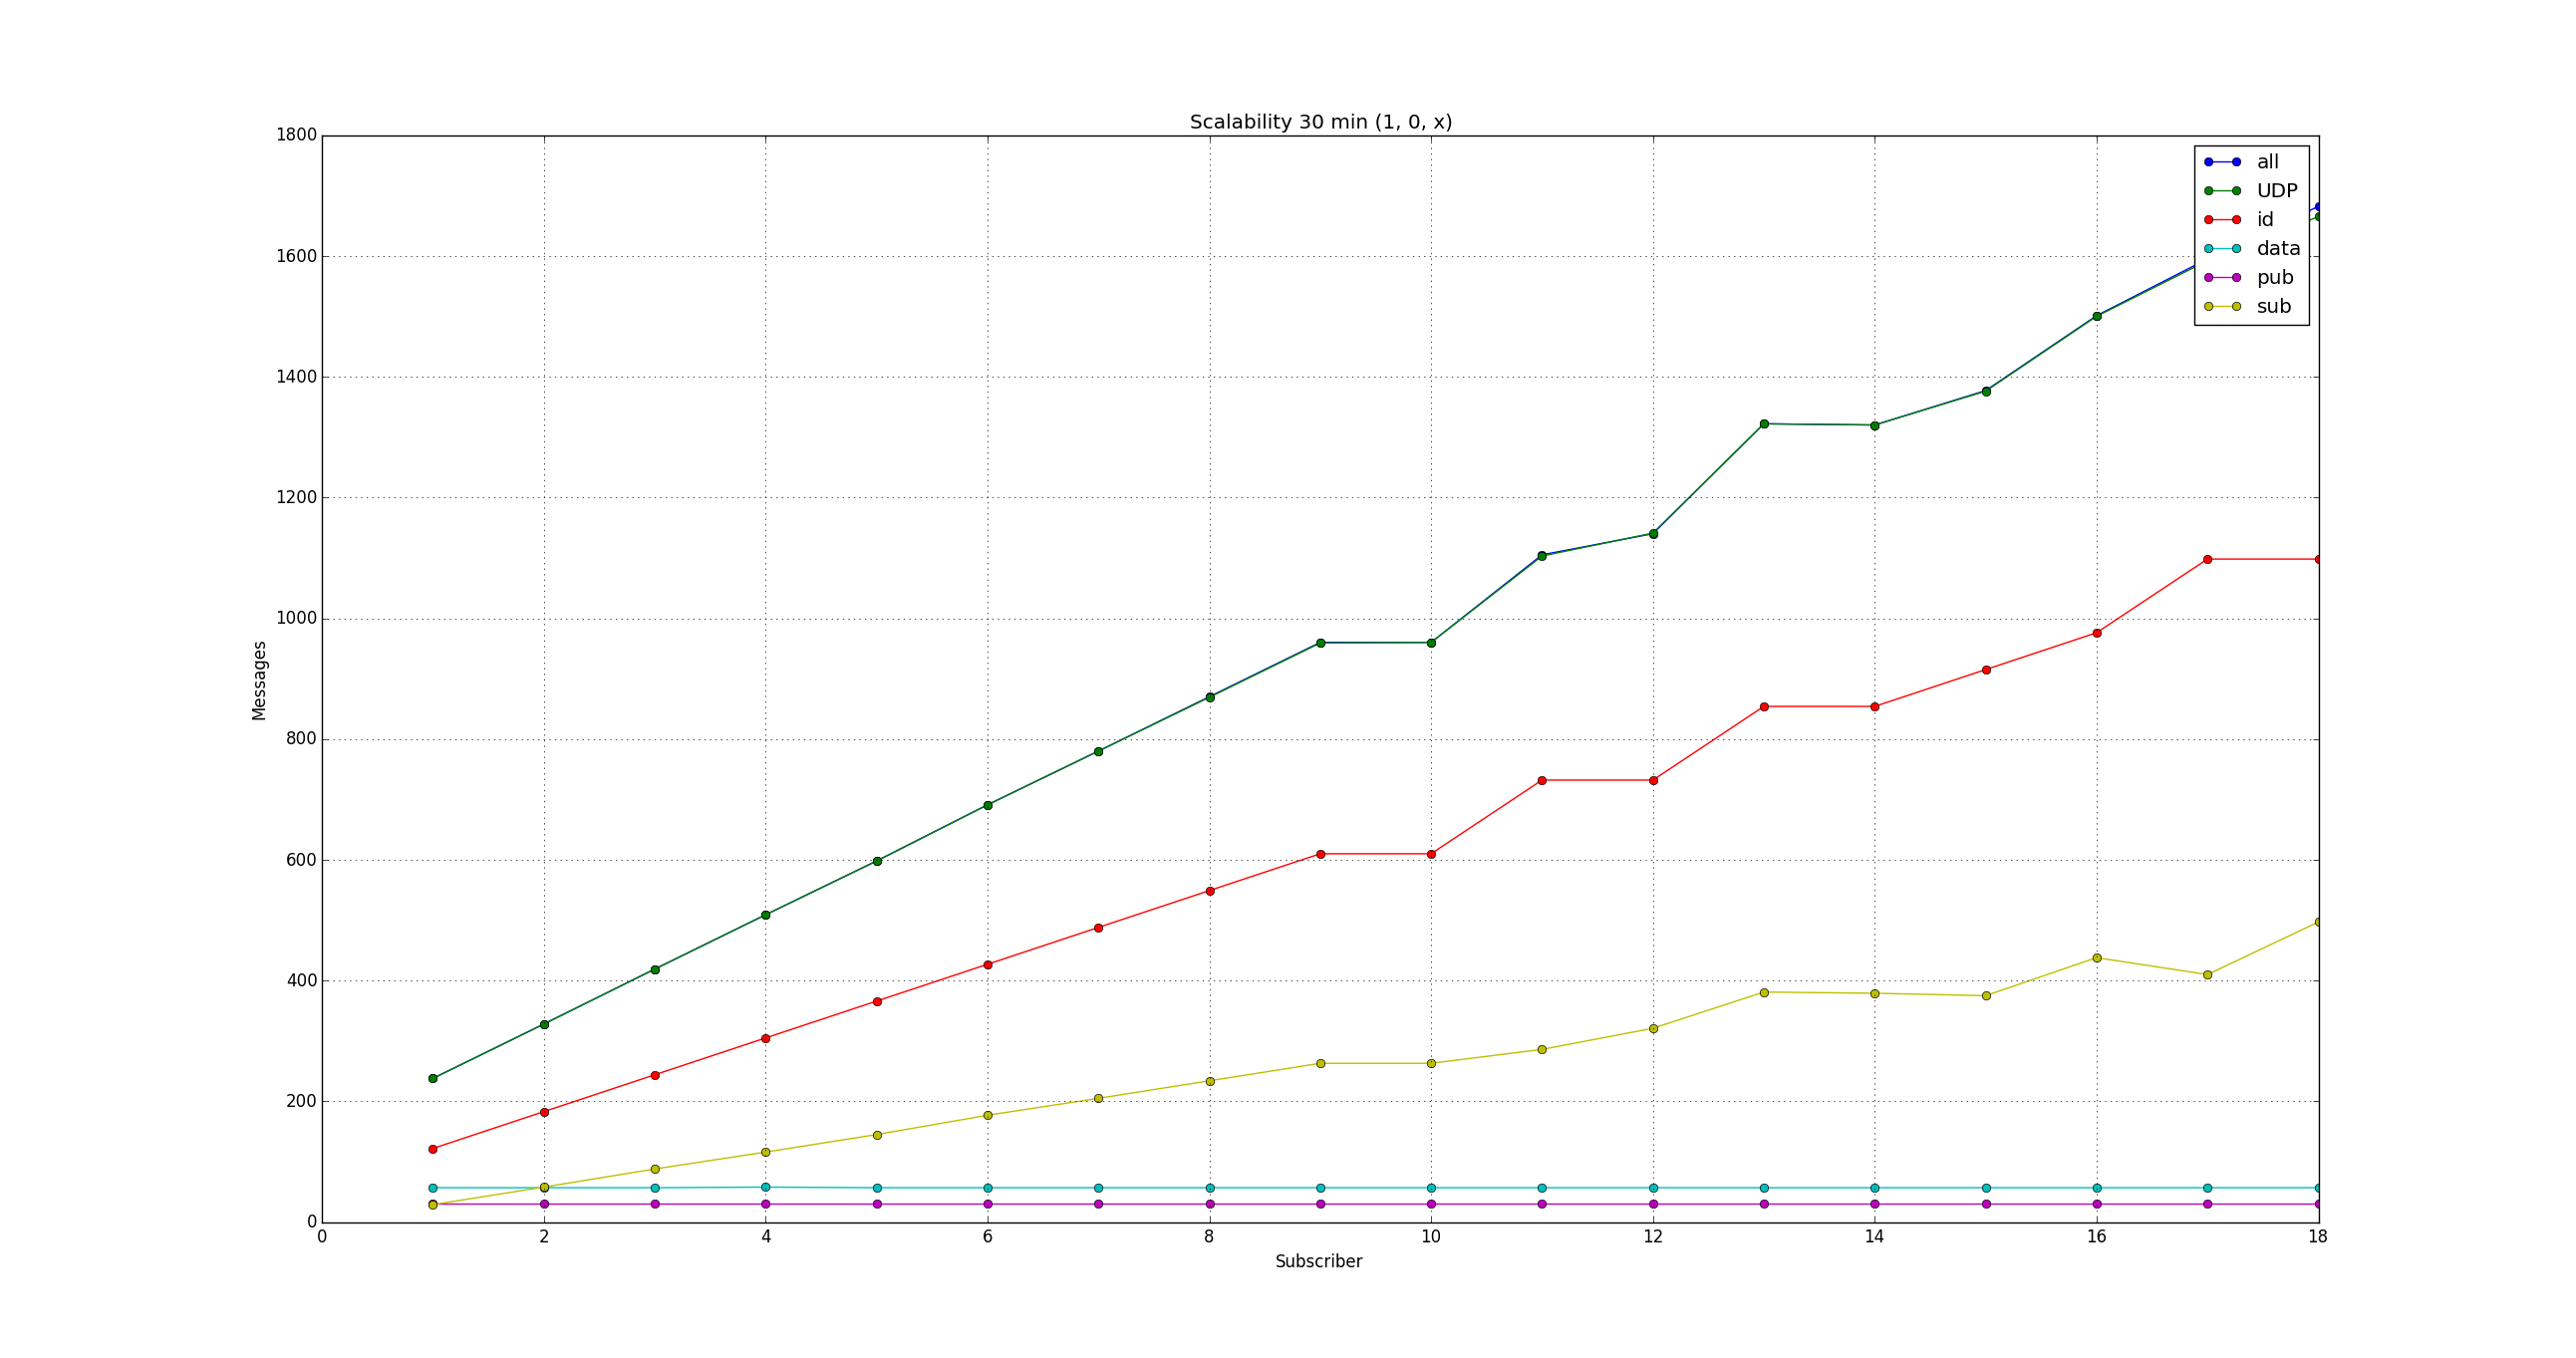 Scalability 30 min (1, 0, x)
1800
1600
1400
1200
1000
800
600
400
200
0
Messages
0 2 4 6 8 10 12 14 16 18
Subscriber
all
UDP
id
data
pub
sub